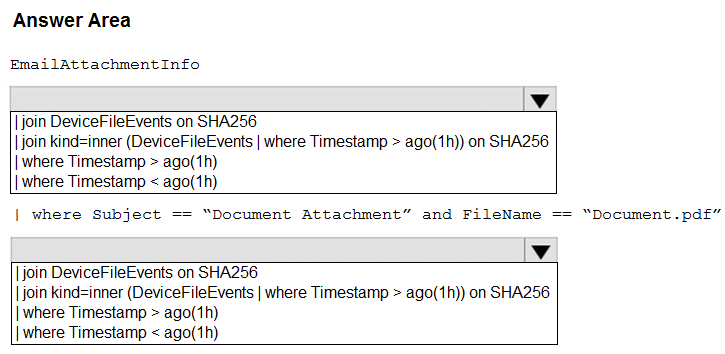 Answer Area
EmailAttachmentInfo
| join DeviceFileEvents on SHA256
| join kind=inner (DeviceFileEvents | where Timestamp > ago(1h)) on SHA256
| where Timestamp > ago(1h)
| where Timestamp < ago(1h)
| where Subject == “Document Attachment” and FileName == “Document.pdf”
| join DeviceFileEvents on SHA256
| join kind=inner (DeviceFileEvents | where Timestamp > ago(1h)) on SHA256
| where Timestamp > ago(1h)
| where Timestamp < ago(1h)